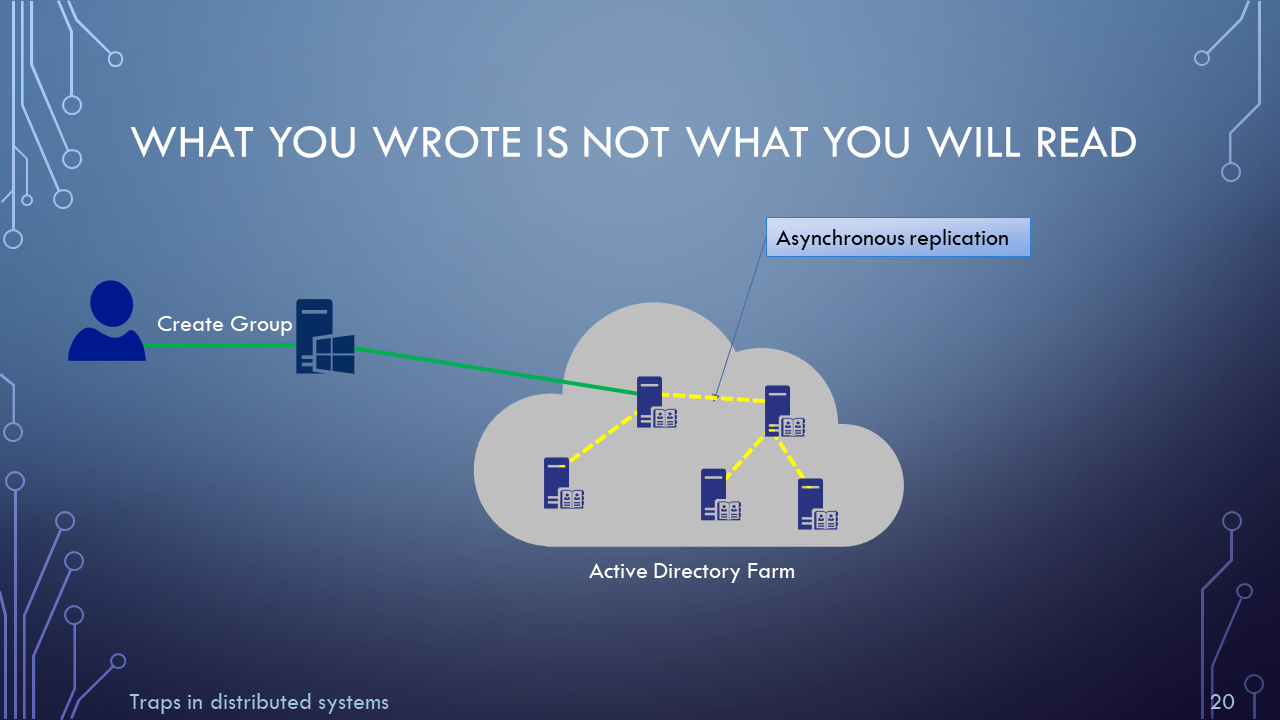 WHAT YOU WROTE IS NOT WHAT YOU WILL READ
Asynchronous replication
Create Group
Active Directory Farm
Traps in distributed systems
20